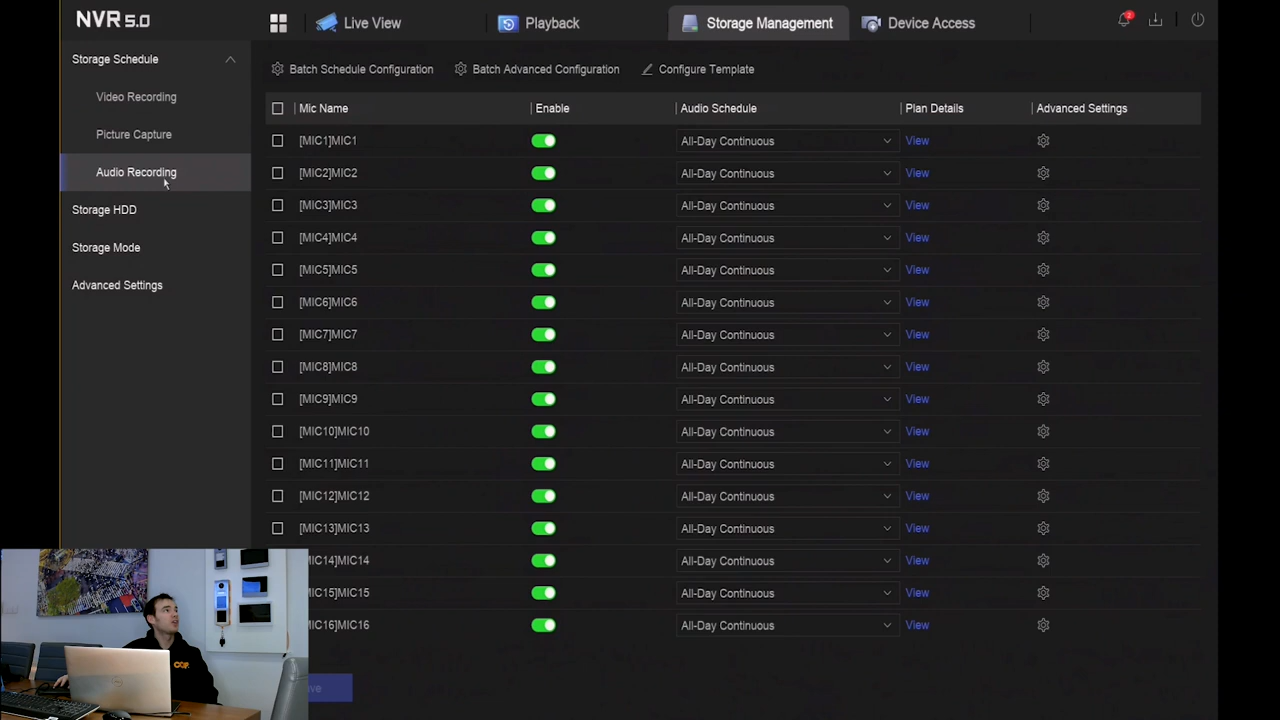 NVR 5.0
Live View
Playback
Storage Management
Device Access
2
Storage Schedule
Video Recording
Picture Capture
Audio Recording
Storage HDD
Storage Mode
Advanced Settings
Batch Schedule Configuration
Batch Advanced Configuration
Configure Template
Mic Name Enable Audio Schedule Plan Details Advanced Settings
[MIC1]MIC1 All-Day Continuous View
[MIC2]MIC2 All-Day Continuous View
[MIC3]MIC3 All-Day Continuous View
[MIC4]MIC4 All-Day Continuous View
[MIC5]MIC5 All-Day Continuous View
[MIC6]MIC6 All-Day Continuous View
[MIC7]MIC7 All-Day Continuous View
[MIC8]MIC8 All-Day Continuous View
[MIC9]MIC9 All-Day Continuous View
[MIC10]MIC10 All-Day Continuous View
[MIC11]MIC11 All-Day Continuous View
[MIC12]MIC12 All-Day Continuous View
[MIC13]MIC13 All-Day Continuous View
MIC14]MIC14 All-Day Continuous View
MIC15]MIC15 All-Day Continuous View
MIC16]MIC16 All-Day Continuous View